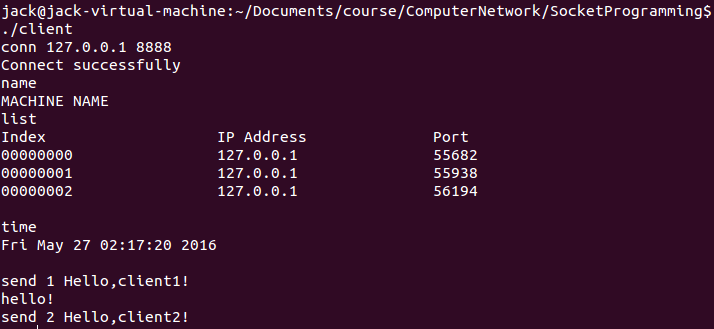 jack@jack-virtual-machine:~/Documents/course/ComputerNetwork/SocketProgramming$
./client
conn 127.0.0.1 8888
Connect successfully
name
MACHINE NAME
list
Index IP Address Port
00000000 127.0.0.1 55682
00000001 127.0.0.1 55938
00000002 127.0.0.1 56194
time
Fri May 27 02:17:20 2016
send 1 Hello,client1!
hello!
send 2 Hello,client2!